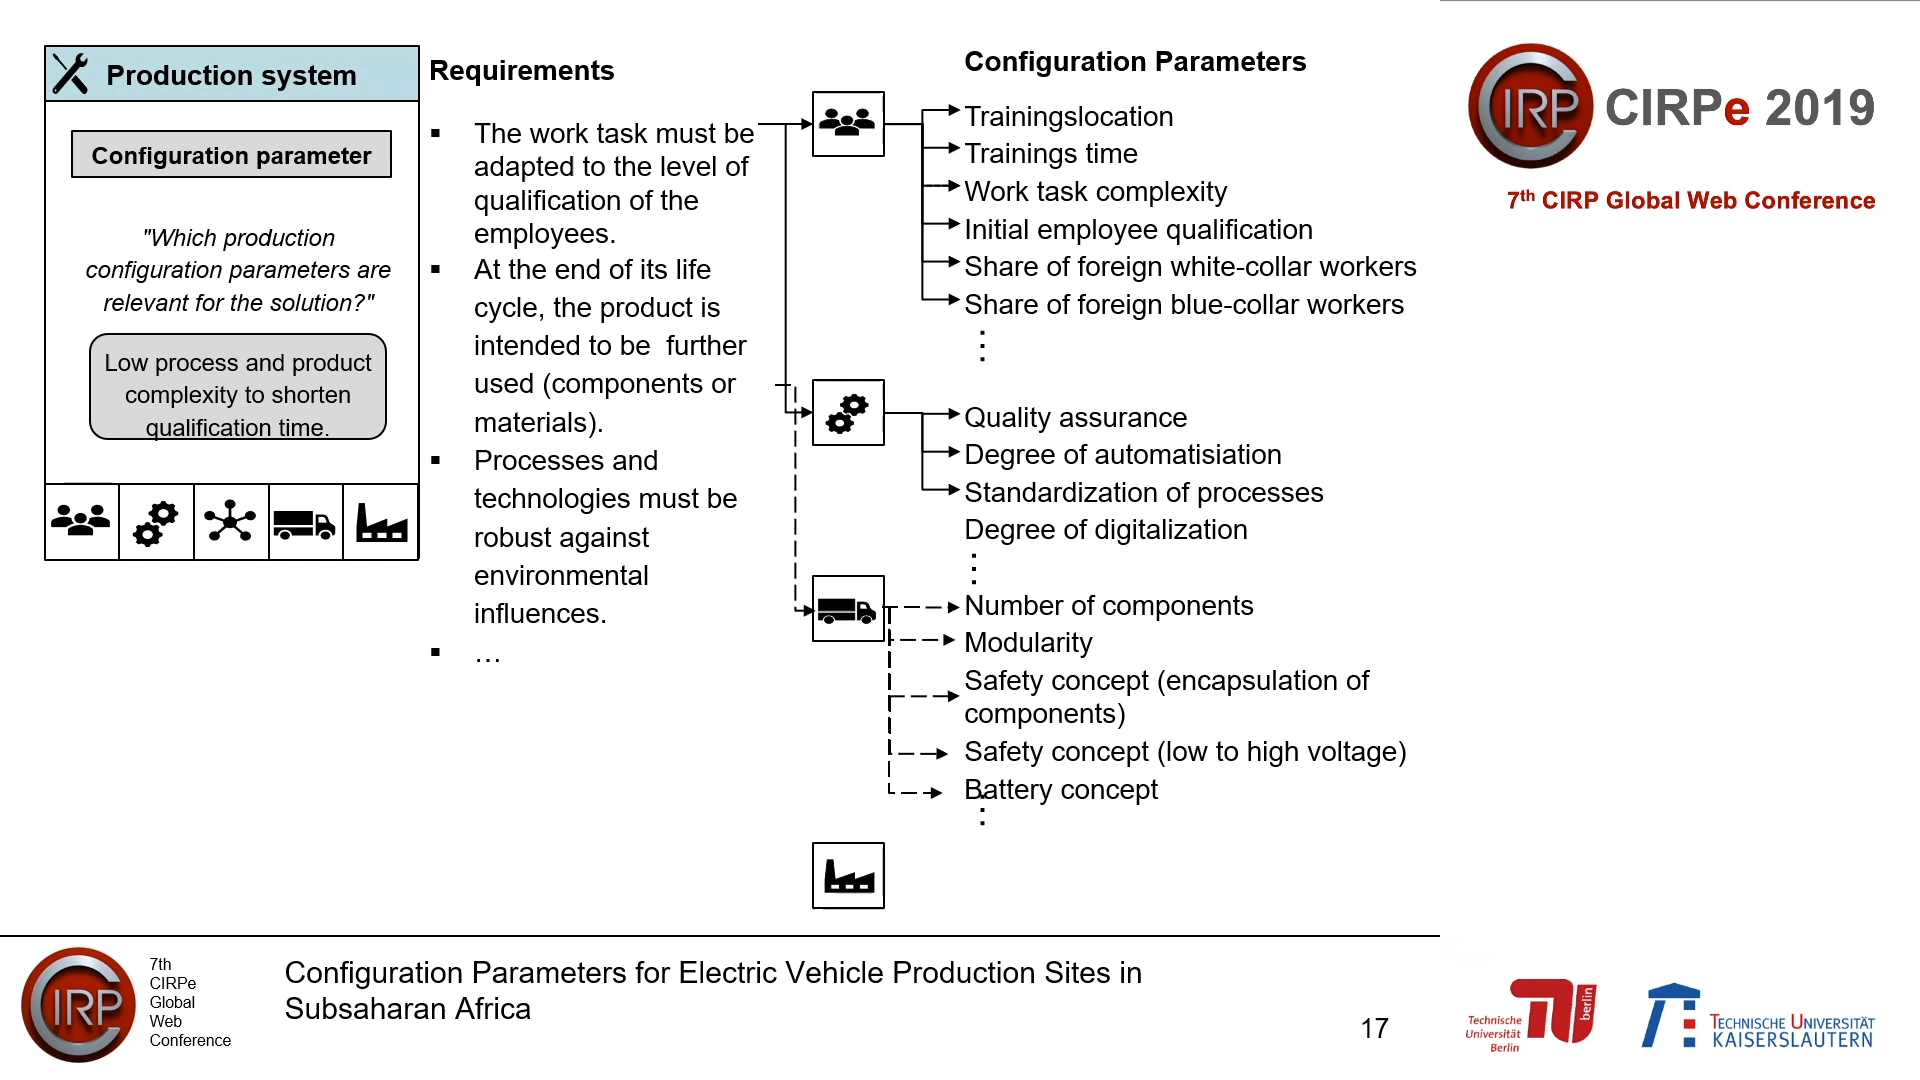 Production system
Configuration parameter
"Which production
configuration parameters are
relevant for the solution?"
Low process and product
complexity to shorten
qualification time.
Requirements
▪ The work task must be
adapted to the level of
qualification of the
employees.
▪ At the end of its life
cycle, the product is
intended to be  further
used (components or
materials).
▪ Processes and
technologies must be
robust against
environmental
influences.
▪ …
Configuration Parameters
Trainingslocation
Trainings time
Work task complexity
Initial employee qualification
Share of foreign white-collar workers
Share of foreign blue-collar workers
⋮
Quality assurance
Degree of automatisiation
Standardization of processes
Degree of digitalization
⋮
Number of components
Modularity
Safety concept (encapsulation of
components)
Safety concept (low to high voltage)
Battery concept
⋮
CIRP CIRPe 2019
7th CIRP Global Web Conference
CIRP
7th
CIRPe
Global
Web
Conference
Configuration Parameters for Electric Vehicle Production Sites in
Subsaharan Africa
17
Technische
Universität
Berlin
berlin
TECHNISCHE UNIVERSITÄT
KAISERSLAUTERN